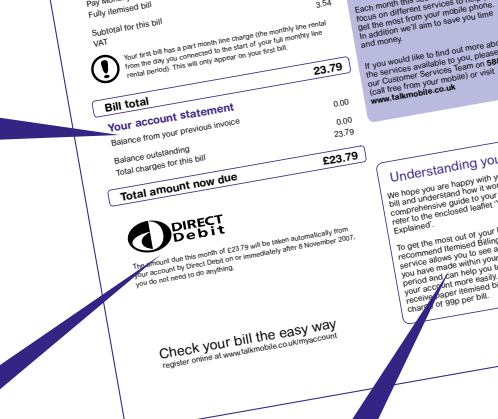 Pay Mon
Fully itemised bill
3.54
Subtotal for this bill
VAT
Your first bill has a part month line charge (the monthly line rental
from the day you connected to the start of your full monthly line
rental period). This will only appear on your first bill.
Bill total
23.79
Your account statement
Balance from your previous invoice
0.00
Balance outstanding
0.00
Total charges for this bill
23.79
Total amount now due
£23.79
DIRECT
Debit
The amount due this month of £23.79 will be taken automatically from
your account by Direct Debit on or immediately after 8 November 2007,
you do not need to do anything.
Check your bill the easy way
register online at www.talkmobile.co.uk/myaccount
Each month this
focus on different services to
get the most from your mobile phone.
In addition we'll aim to save you time
and money.
If you would like to find out more
the services available to you, please
our Customer Services Team on
(call free from your mobile) or visit
www.talkmobile.co.uk
Understanding
We hope you are happy with
bill and understand how it
comprehensive guide to your
refer to the enclosed leaflet
Explained'.
To get the most out of your
recommend Itemised Billing
service allows you to see
you have made within your
period and can help you
your account more easily.
receive paper itemised
charge of 99p per bill.